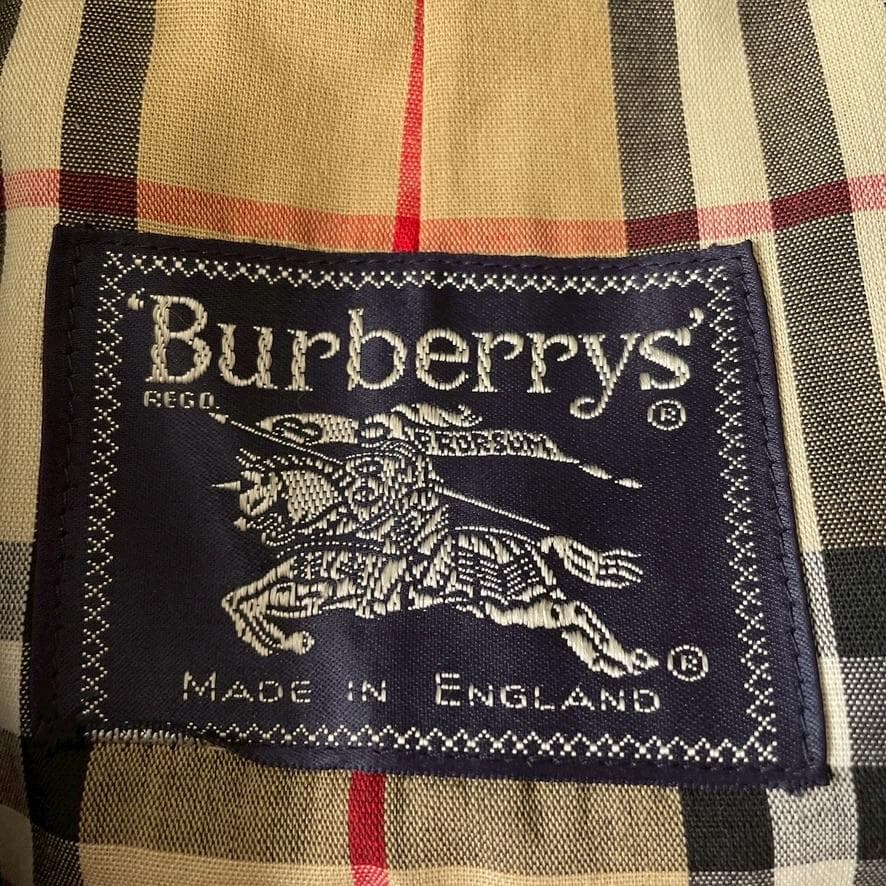 'Burberrys'
REGD. ®
PRORSUM
®
MADE IN ENGLAND